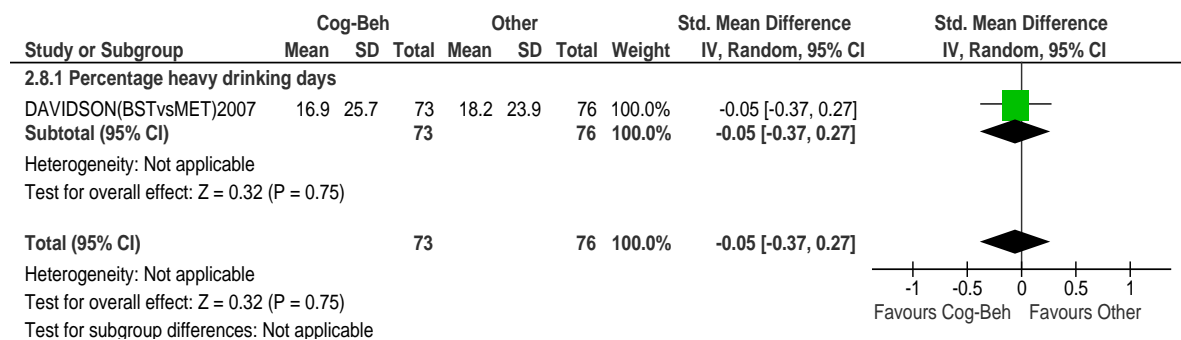 Cog-Beh Other Std. Mean Difference Std. Mean Difference
Study or Subgroup Mean SD Total Mean SD Total Weight IV, Random, 95% CI IV, Random, 95% CI
2.8.1 Percentage heavy drinking days
DAVIDSON(BSTvsMET)2007 16.9 25.7 73 18.2 23.9 76 100.0% -0.05 [-0.37, 0.27]
Subtotal (95% CI) 73 76 100.0% -0.05 [-0.37, 0.27]
Heterogeneity: Not applicable
Test for overall effect: Z = 0.32 (P = 0.75)
Total (95% CI) 73 76 100.0% -0.05 [-0.37, 0.27]
Heterogeneity: Not applicable
Test for overall effect: Z = 0.32 (P = 0.75)
Test for subgroup differences: Not applicable
-1 -0.5 0 0.5 1
Favours Cog-Beh Favours Other